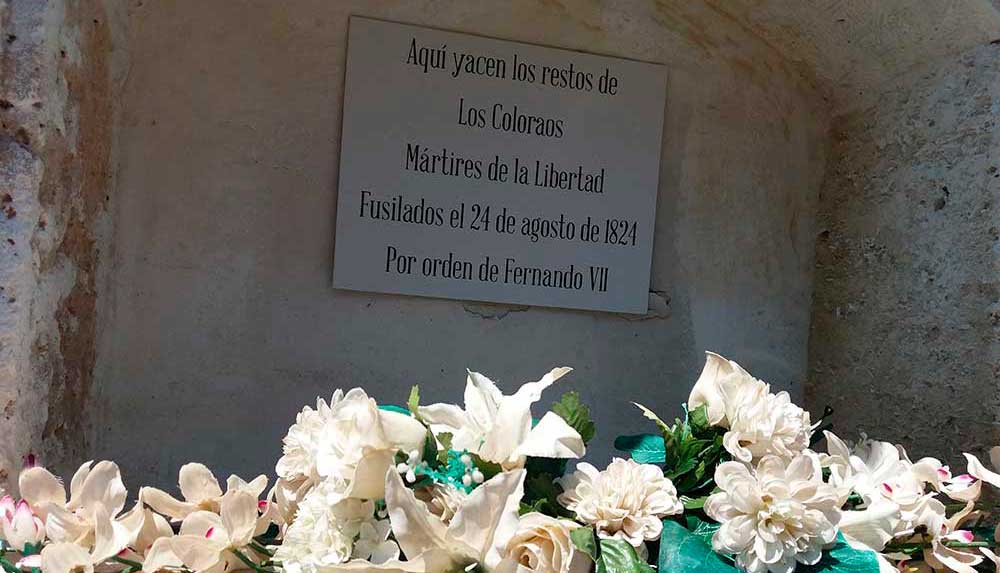 Aquí yacen los restos de
Los Coloraos
Mártires de la Libertad
Fusilados el 24 de agosto de 1824
Por orden de Fernando VII